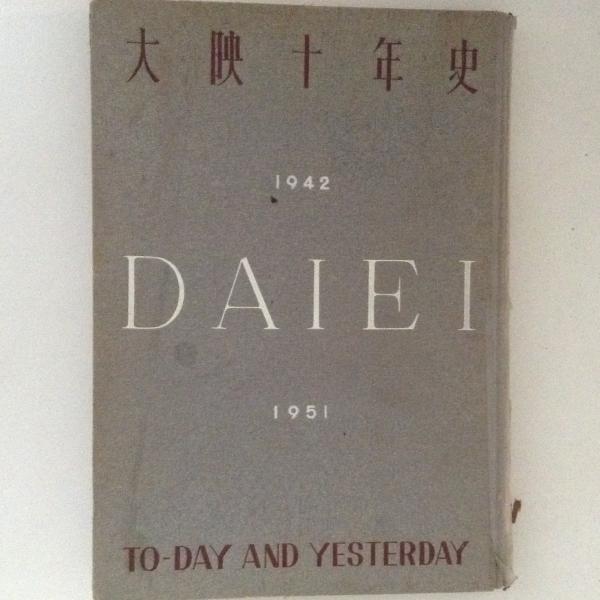 大映十年史
1942
DAIEI
1951
TO-DAY AND YESTERDAY